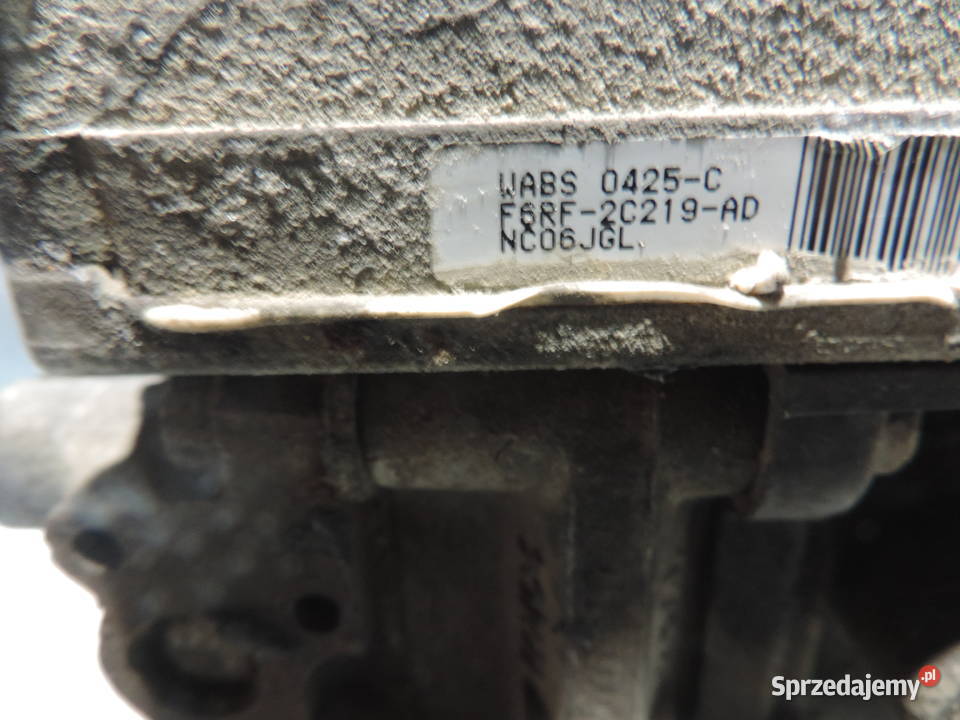 WABS 0425-C
F6RF-2C219-AD
NC06JGL
Sprzedajemy.pl